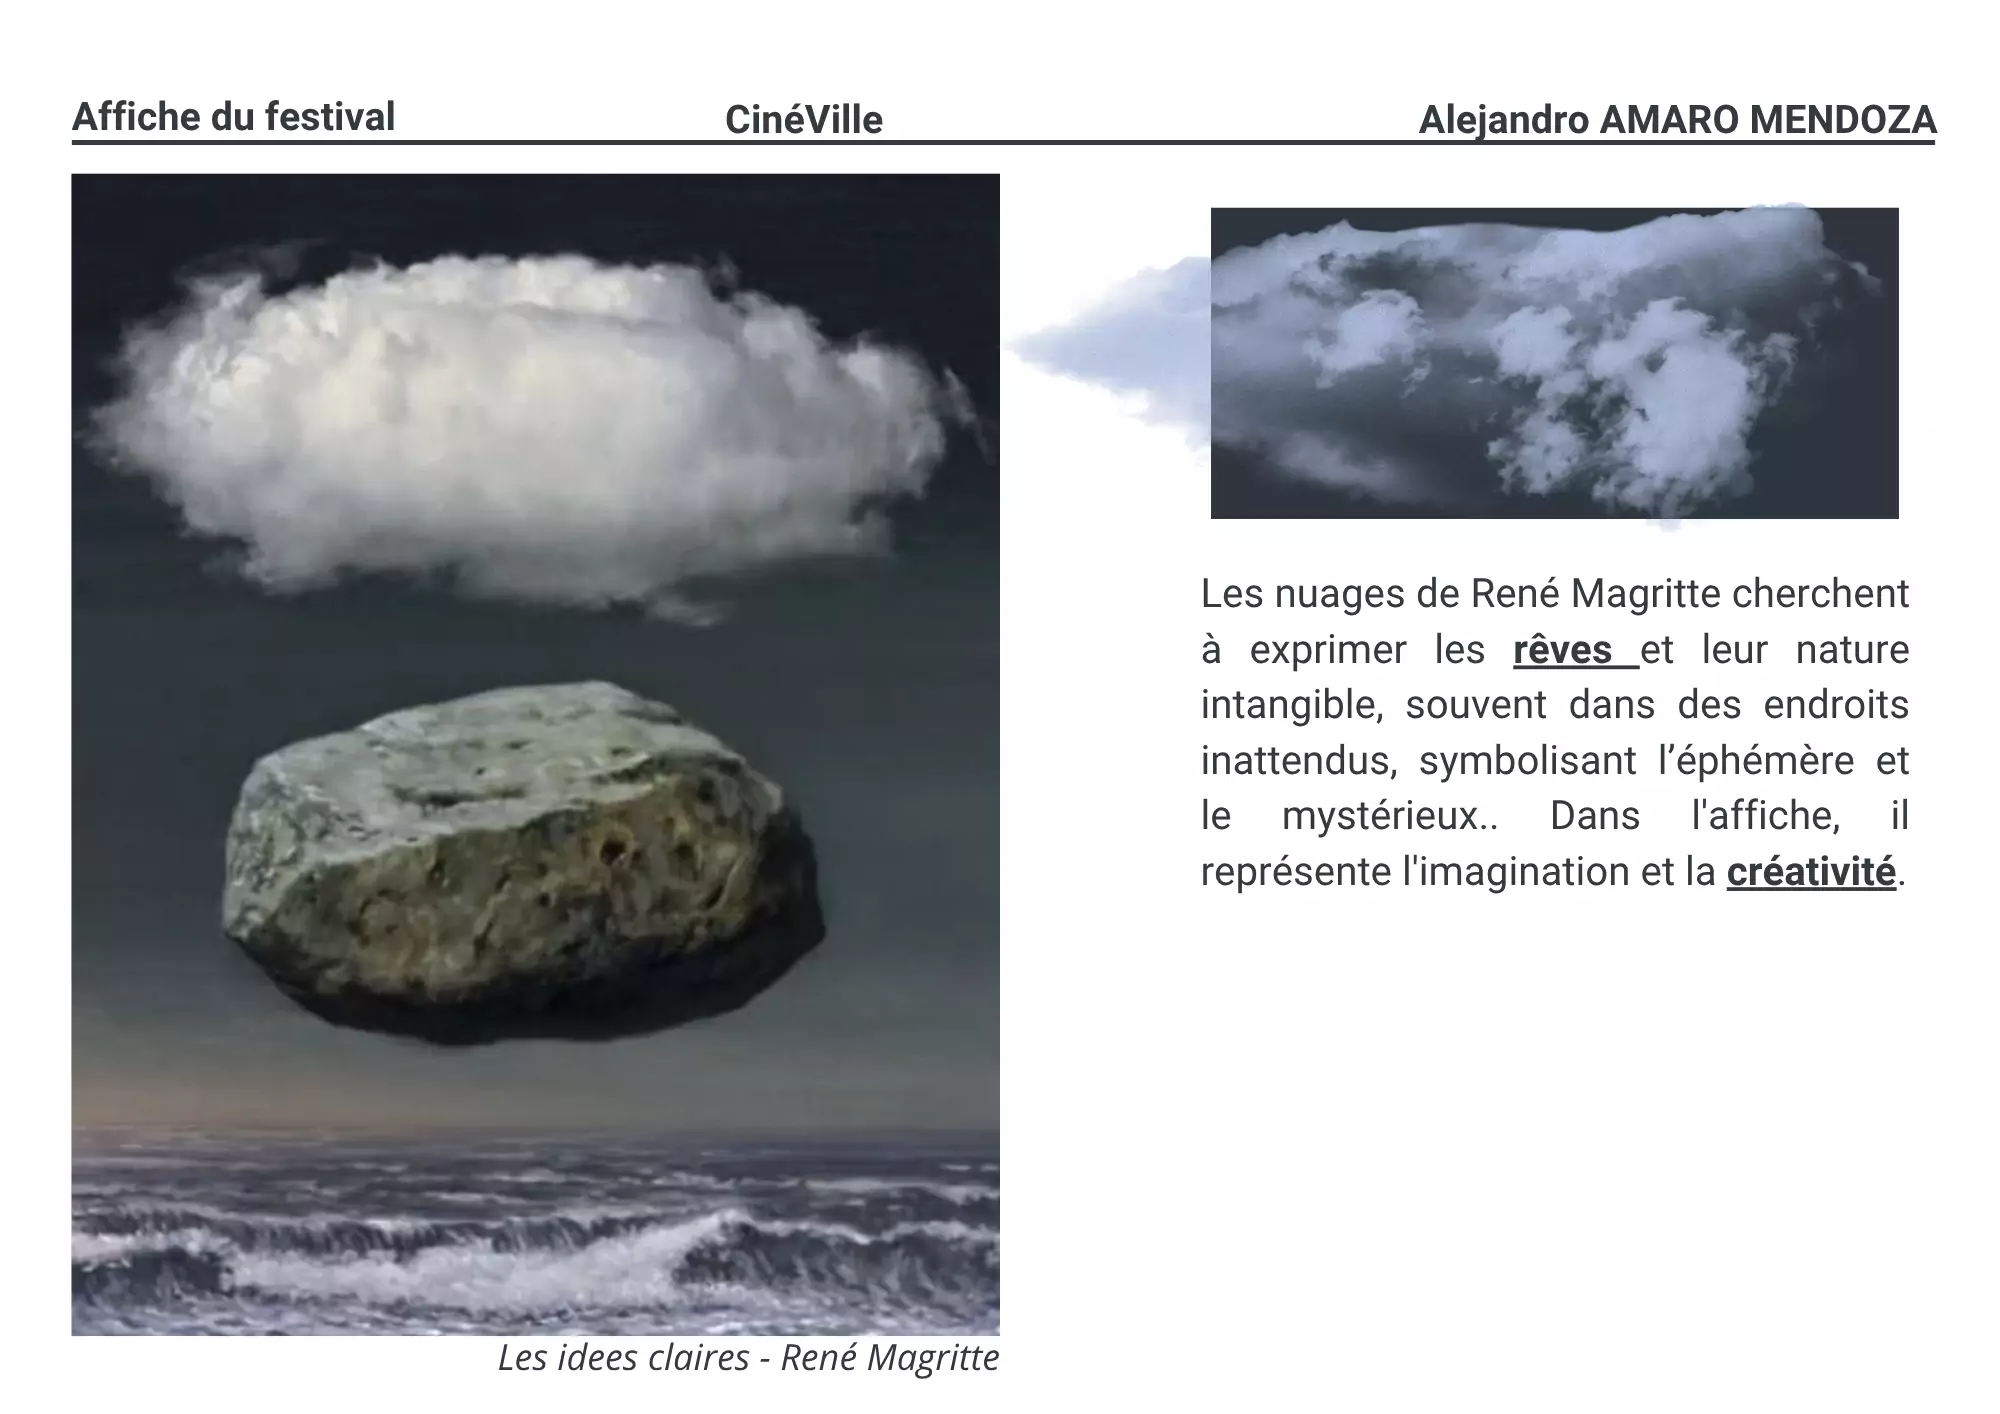 Affiche du festival
CinéVille
Alejandro AMARO MENDOZA
Les nuages de René Magritte cherchent
à exprimer les rêves et leur nature
intangible, souvent dans des endroits
inattendus, symbolisant l’éphémère et
le mystérieux.. Dans l'affiche, il
représente l'imagination et la créativité.
Les idees claires - René Magritte